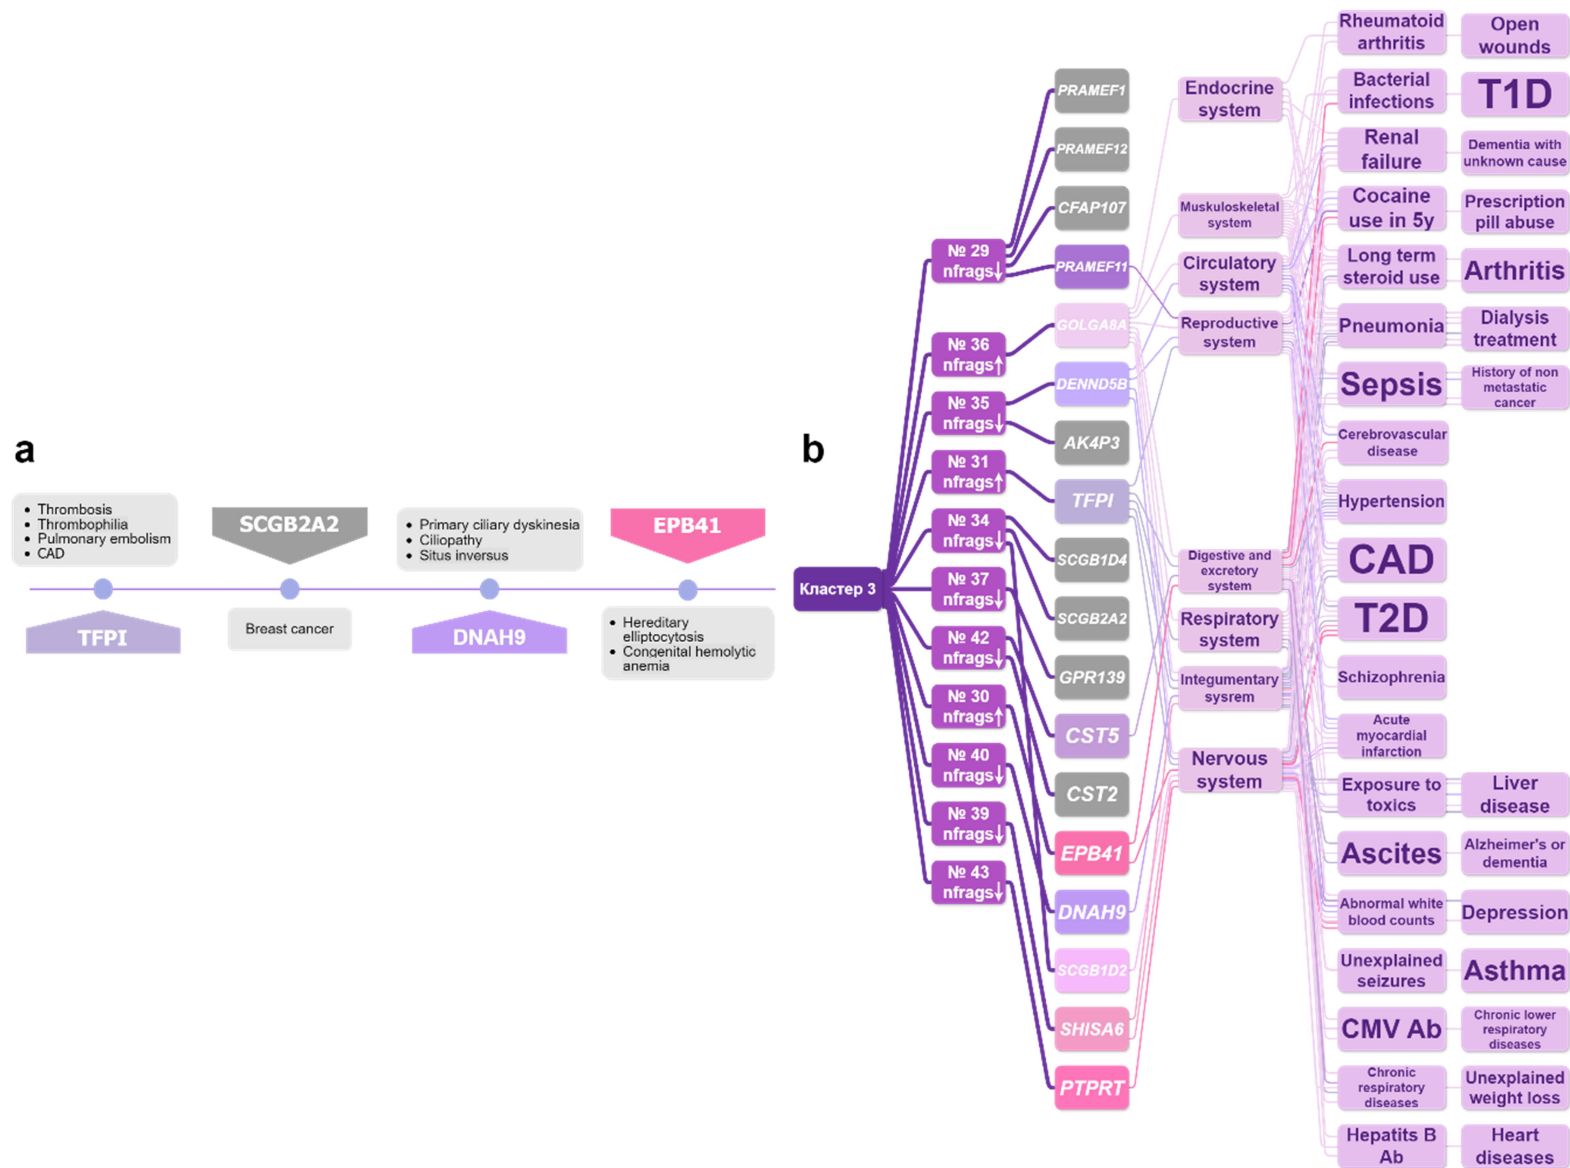 a
• Thrombosis
• Thrombophilia
• Pulmonary embolism
• CAD
TFPI
SCGB2A2
Breast cancer
• Primary ciliary dyskinesia
• Ciliopathy
• Situs inversus
DNAH9
EPB41
• Hereditary
elliptocytosis
• Congenital hemolytic
anemia
b
Кластер 3
№ 29
nfrags↓
№ 36
nfrags↑
№ 35
nfrags↓
№ 31
nfrags↑
№ 34
nfrags↓
№ 37
nfrags↓
№ 42
nfrags↓
№ 30
nfrags↑
№ 40
nfrags↓
№ 39
nfrags↓
№ 43
nfrags↓
PRAMEF1
PRAMEF12
CFAP107
PRAMEF11
GOLGA8A
DENND5B
AK4P3
TFPI
SCGB1D4
SCGB2A2
GPR139
CST5
CST2
EPB41
DNAH9
SCGB1D2
SHISA6
PTPRT
Endocrine
system
Muskuloskeletal
system
Circulatory
system
Reproductive
system
Digestive and
excretory
system
Respiratory
system
Integumentary
sysrem
Nervous
system
Rheumatoid
arthritis
Bacterial
infections
Renal
failure
Cocaine
use in 5y
Long term
steroid use
Pneumonia
Sepsis
Cerebrovascular
disease
Hypertension
CAD
T2D
Schizophrenia
Acute
myocardial
infarction
Exposure to
toxics
Ascites
Abnormal white
blood counts
Unexplained
seizures
CMV Ab
Chronic
respiratory
diseases
Hepatits B
Ab
Open
wounds
T1D
Dementia with
unknown cause
Prescription
pill abuse
Arthritis
Dialysis
treatment
History of non
metastatic
cancer
Liver
disease
Alzheimer's or
dementia
Depression
Asthma
Chronic lower
respiratory
diseases
Unexplained
weight loss
Heart
diseases